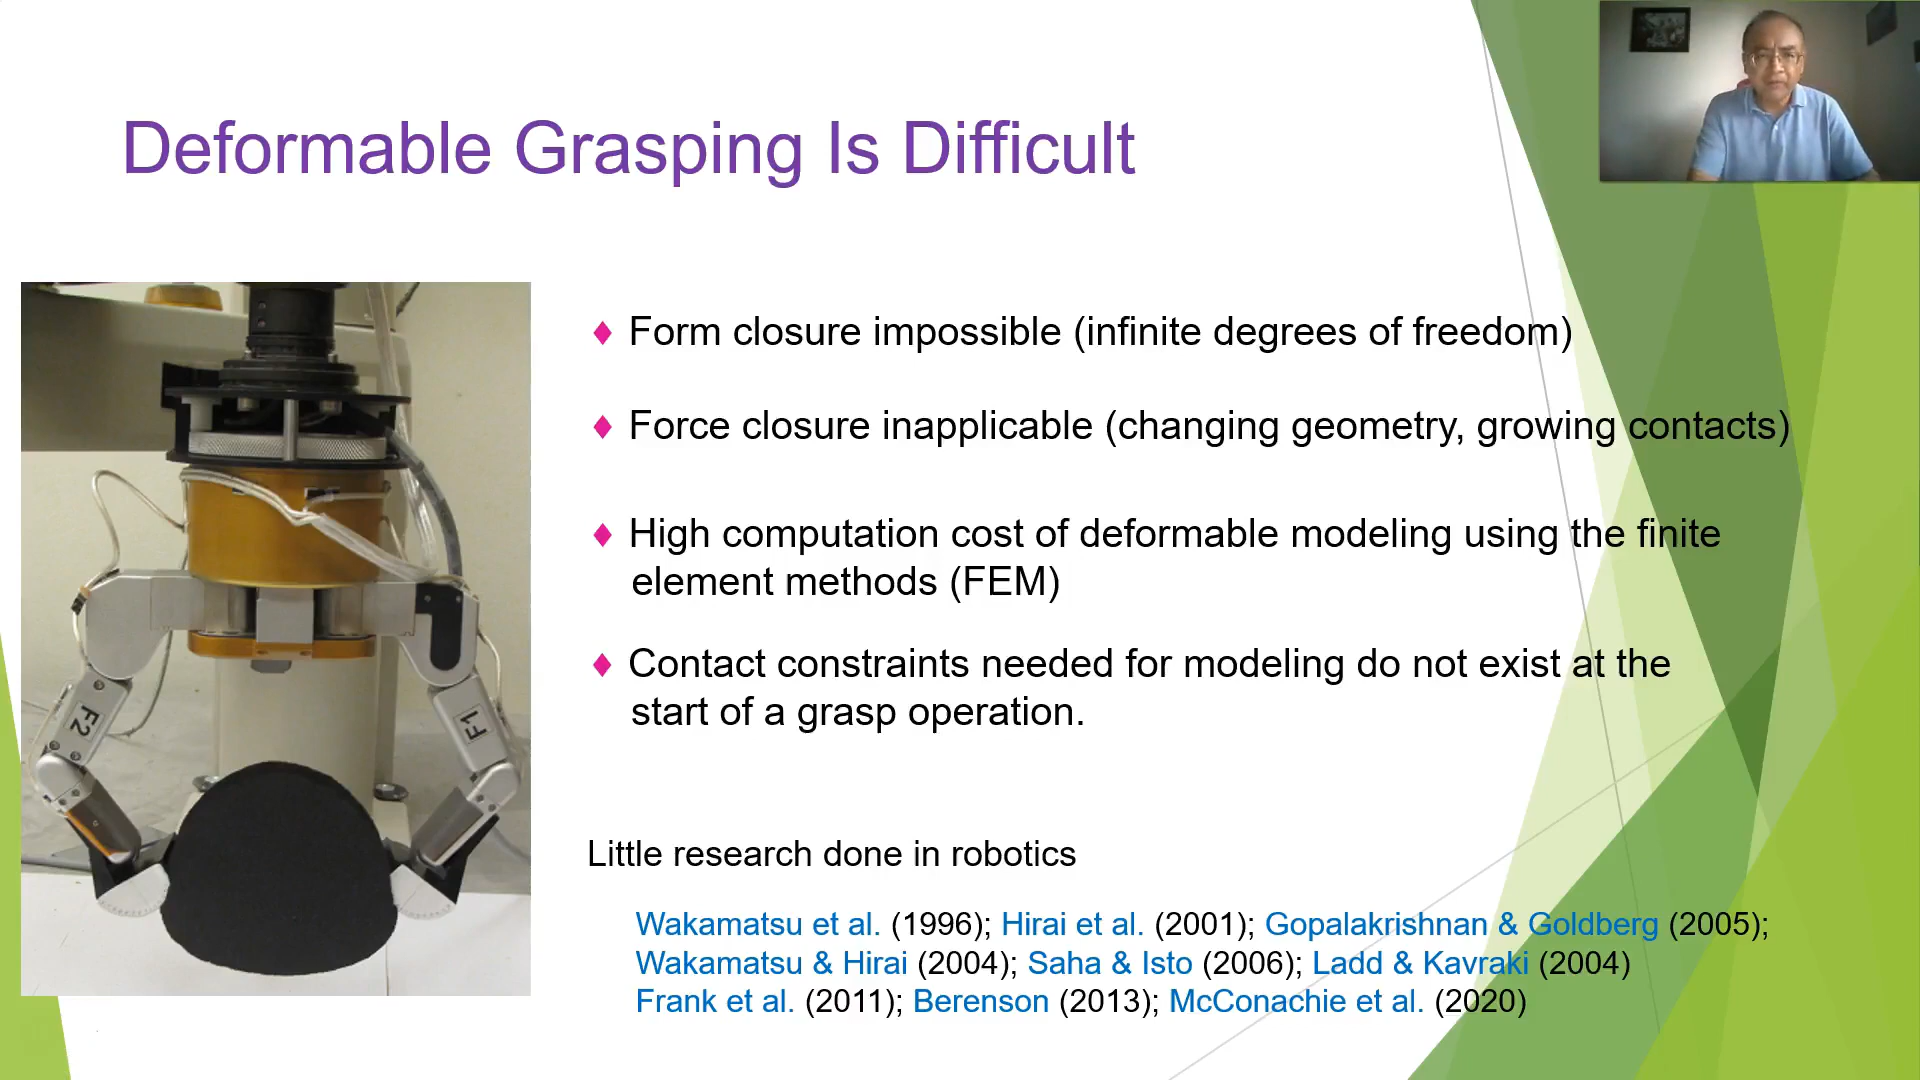 Deformable Grasping Is Difficult
♦ Form closure impossible (infinite degrees of freedom)
♦ Force closure inapplicable (changing geometry, growing contacts)
♦ High computation cost of deformable modeling using the finite
element methods (FEM)
♦ Contact constraints needed for modeling do not exist at the
start of a grasp operation.
F2
F1
Little research done in robotics
Wakamatsu et al. (1996); Hirai et al. (2001); Gopalakrishnan & Goldberg (2005);
Wakamatsu & Hirai (2004); Saha & Isto (2006); Ladd & Kavraki (2004)
Frank et al. (2011); Berenson (2013); McConachie et al. (2020)